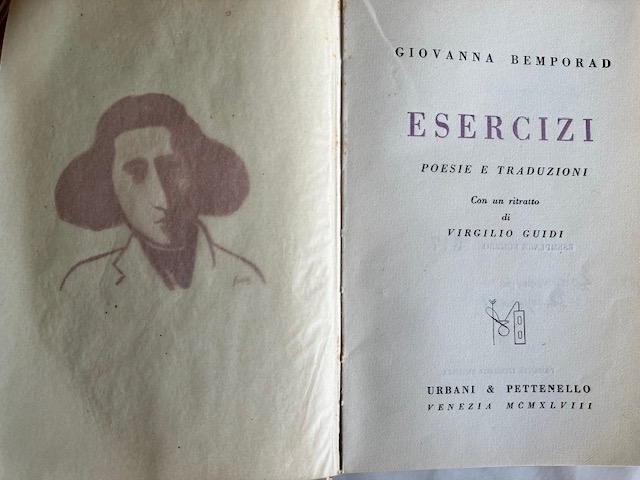 GIOVANNA BEMPORAD
ESERCIZI
POESIE E TRADUZIONI
Con un ritratto
di
VIRGILIO GUIDI
URBANI & PETTENELLO
VENEZIA MCMXLVIII